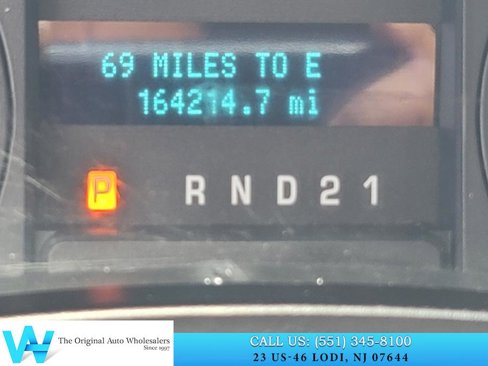 69 MILES TO E
164214.7 mi
P R N D 2 1
W
The Original Auto Wholesalers
Since 1997
CALL US: (551) 345-8100
23 US-46 LODI, NJ 07644